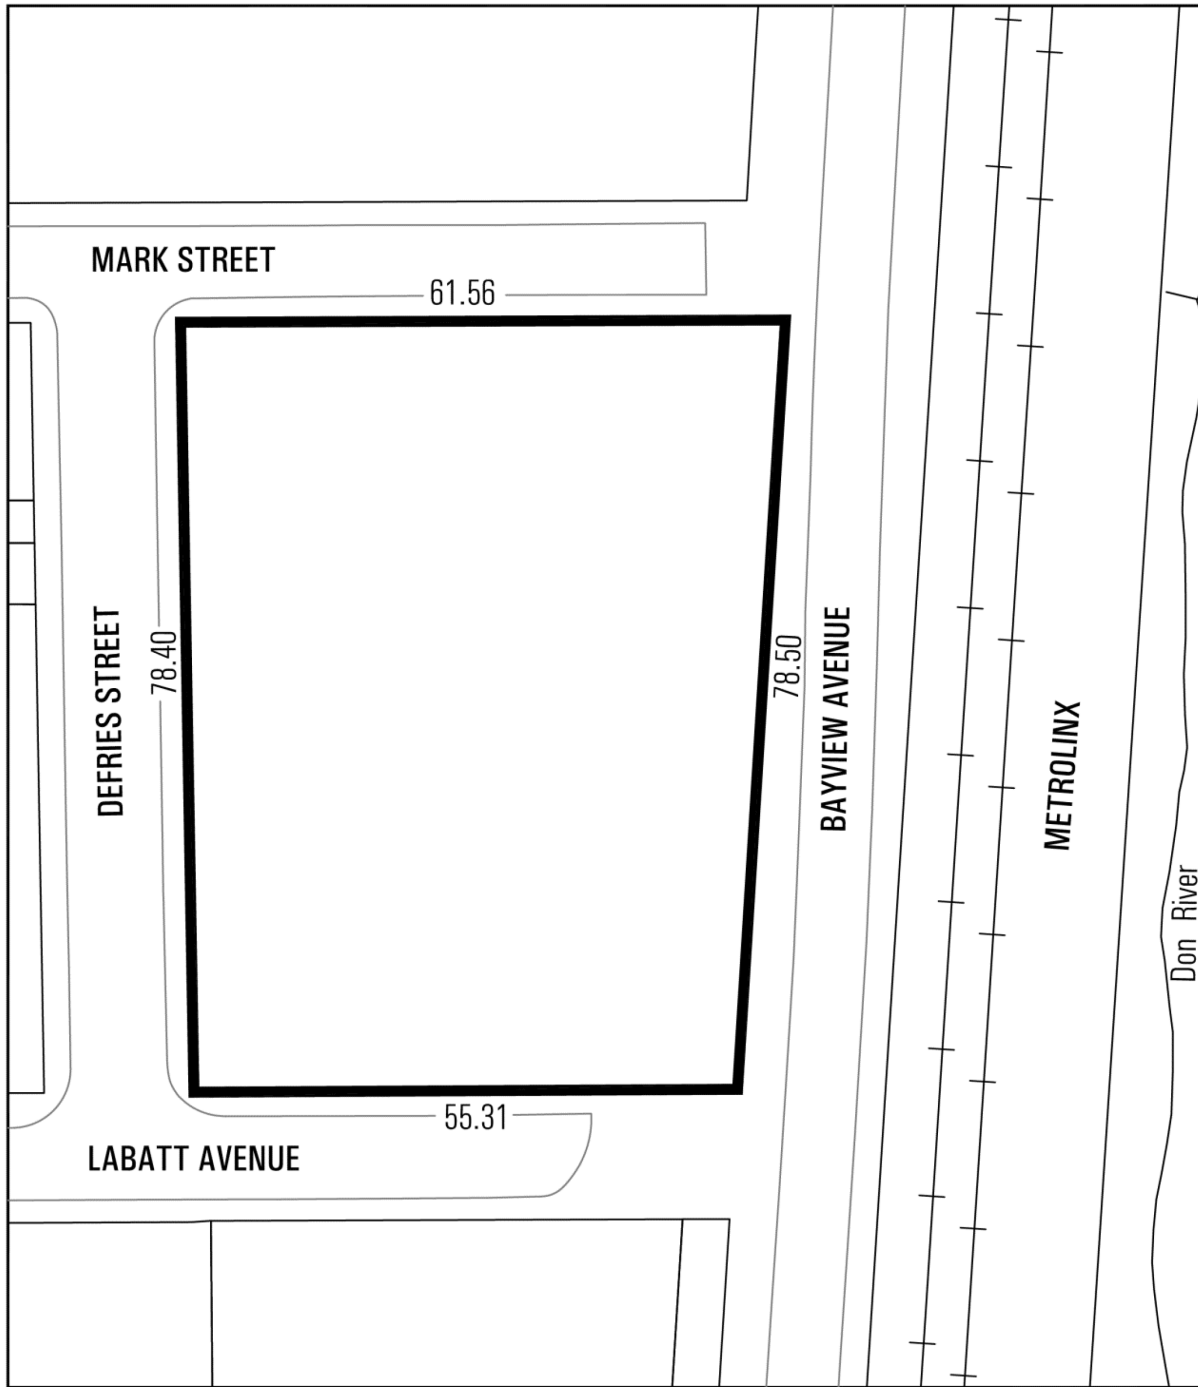 MARK STREET
61.56
DEFRIES STREET
78.40
78.50
BAYVIEW AVENUE
METROLINX
Don River
55.31
LABATT AVENUE